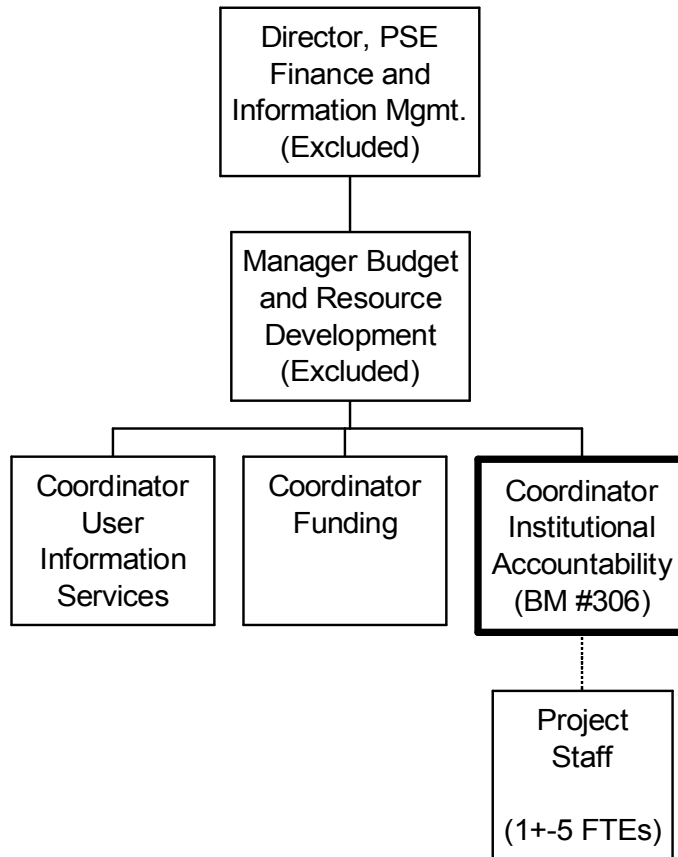 Director, PSE
Finance and
Information Mgmt.
(Excluded)
Manager Budget
and Resource
Development
(Excluded)
Coordinator
User
Information
Services
Coordinator
Funding
Coordinator
Institutional
Accountability
(BM #306)
Project
Staff
(1+-5 FTEs)